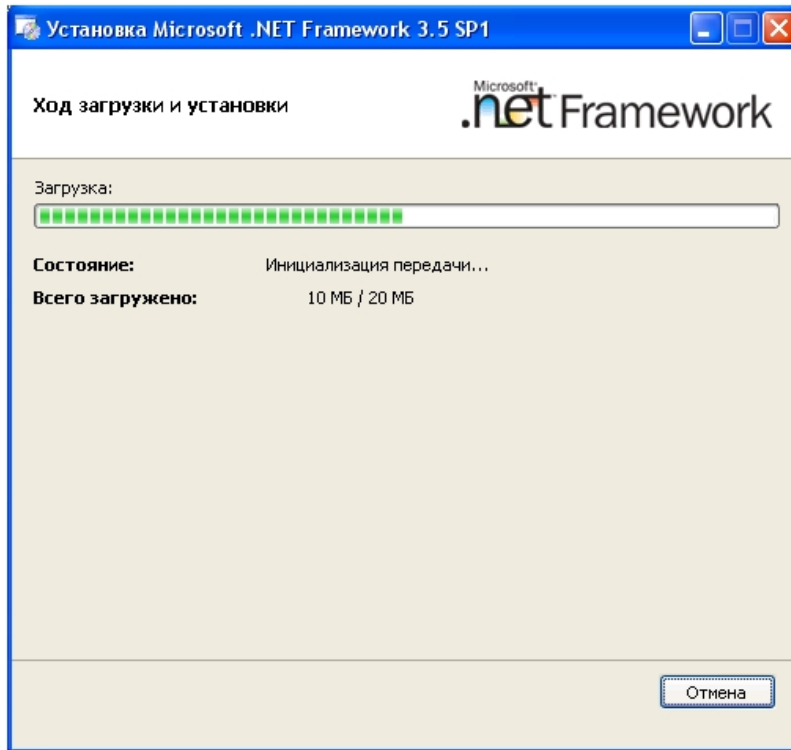 Установка Microsoft .NET Framework 3.5 SP1
Ход загрузки и установки
Microsoft
.net Framework
Загрузка:
Состояние: Инициализация передачи...
Всего загружено: 10 МБ / 20 МБ
Отмена